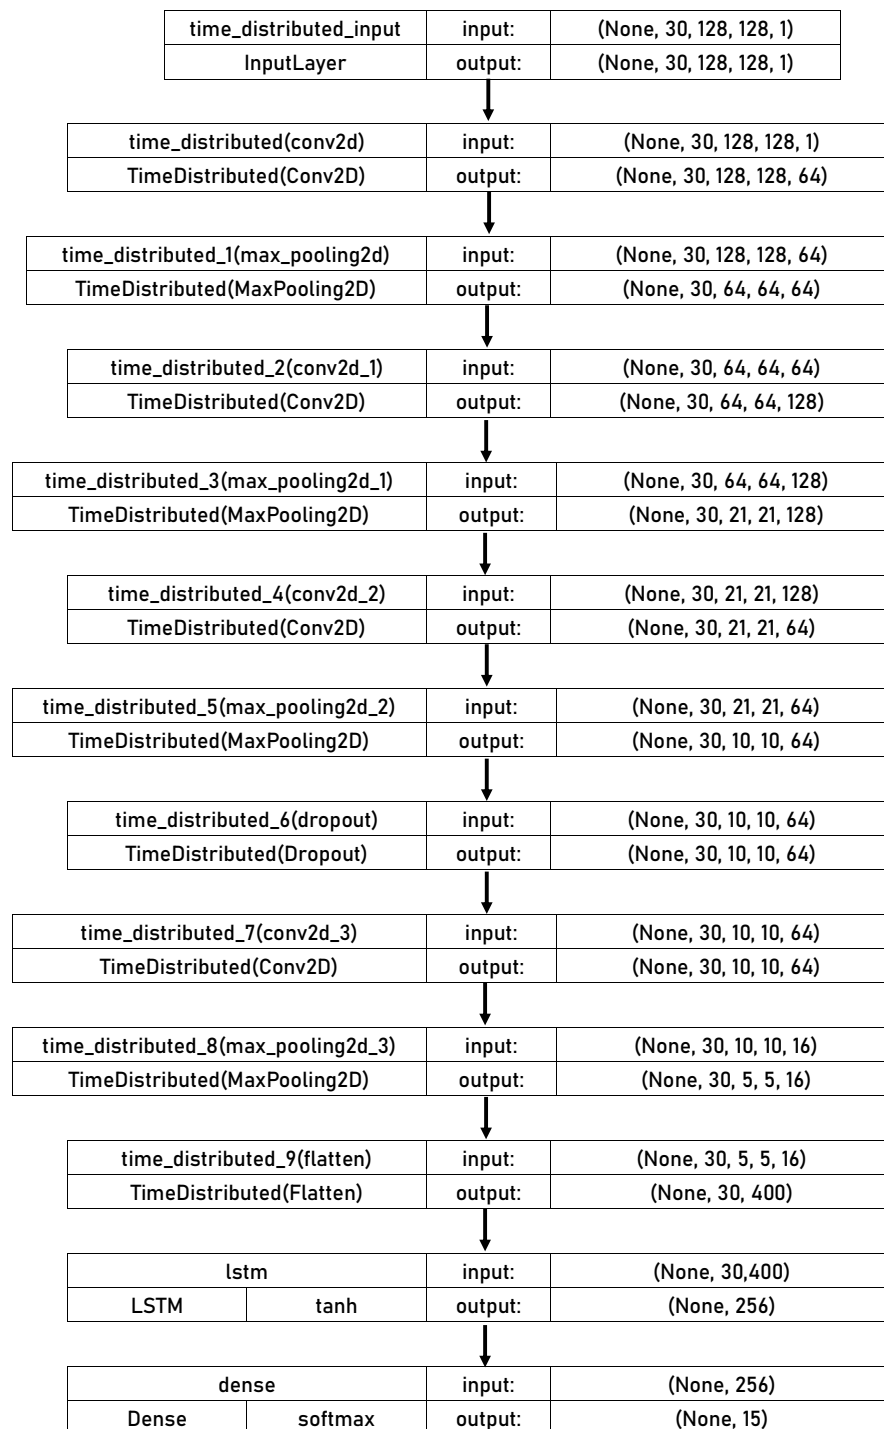 time_distributed_input input: (None, 30, 128, 128, 1)
InputLayer output: (None, 30, 128, 128, 1)
time_distributed(conv2d) input: (None, 30, 128, 128, 1)
TimeDistributed(Conv2D) output: (None, 30, 128, 128, 64)
time_distributed_1(max_pooling2d) input: (None, 30, 128, 128, 64)
TimeDistributed(MaxPooling2D) output: (None, 30, 64, 64, 64)
time_distributed_2(conv2d_1) input: (None, 30, 64, 64, 64)
TimeDistributed(Conv2D) output: (None, 30, 64, 64, 128)
time_distributed_3(max_pooling2d_1) input: (None, 30, 64, 64, 128)
TimeDistributed(MaxPooling2D) output: (None, 30, 21, 21, 128)
time_distributed_4(conv2d_2) input: (None, 30, 21, 21, 128)
TimeDistributed(Conv2D) output: (None, 30, 21, 21, 64)
time_distributed_5(max_pooling2d_2) input: (None, 30, 21, 21, 64)
TimeDistributed(MaxPooling2D) output: (None, 30, 10, 10, 64)
time_distributed_6(dropout) input: (None, 30, 10, 10, 64)
TimeDistributed(Dropout) output: (None, 30, 10, 10, 64)
time_distributed_7(conv2d_3) input: (None, 30, 10, 10, 64)
TimeDistributed(Conv2D) output: (None, 30, 10, 10, 64)
time_distributed_8(max_pooling2d_3) input: (None, 30, 10, 10, 16)
TimeDistributed(MaxPooling2D) output: (None, 30, 5, 5, 16)
time_distributed_9(flatten) input: (None, 30, 5, 5, 16)
TimeDistributed(Flatten) output: (None, 30, 400)
lstm input: (None, 30,400)
LSTM tanh output: (None, 256)
dense input: (None, 256)
Dense softmax output: (None, 15)